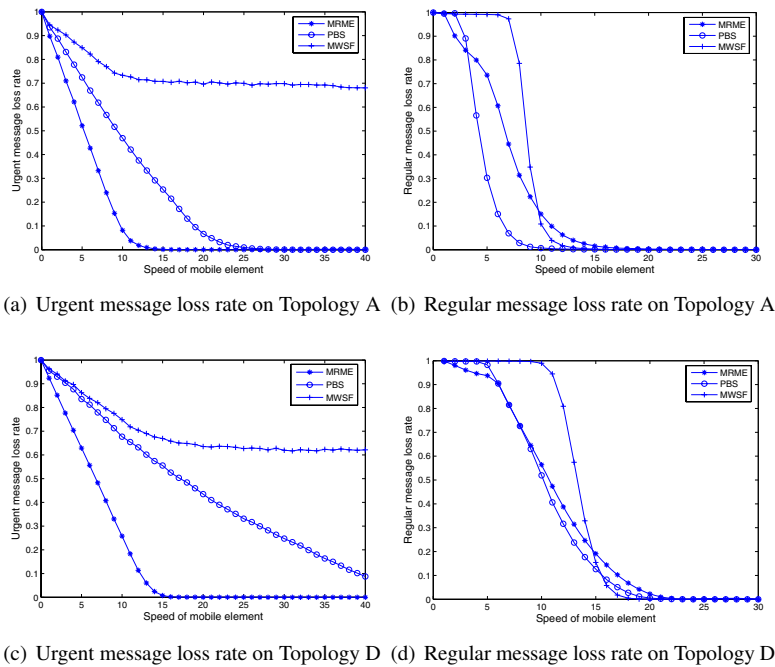 1
0.9
0.8
0.7
0.6
0.5
0.4
0.3
0.2
0.1
0
0 5 10 15 20 25 30 35 40
Urgent message loss rate
Speed of mobile element
MRME
PBS
MWSF
1
0.9
0.8
0.7
0.6
0.5
0.4
0.3
0.2
0.1
0
0 5 10 15 20 25 30
Regular message loss rate
Speed of mobile element
MRME
PBS
MWSF
(a) Urgent message loss rate on Topology A
(b) Regular message loss rate on Topology A
1
0.9
0.8
0.7
0.6
0.5
0.4
0.3
0.2
0.1
0
0 5 10 15 20 25 30 35 40
Urgent message loss rate
Speed of mobile element
MRME
PBS
MWSF
1
0.9
0.8
0.7
0.6
0.5
0.4
0.3
0.2
0.1
0
0 5 10 15 20 25 30
Regular message loss rate
Speed of mobile element
MRME
PBS
MWSF
(c) Urgent message loss rate on Topology D
(d) Regular message loss rate on Topology D